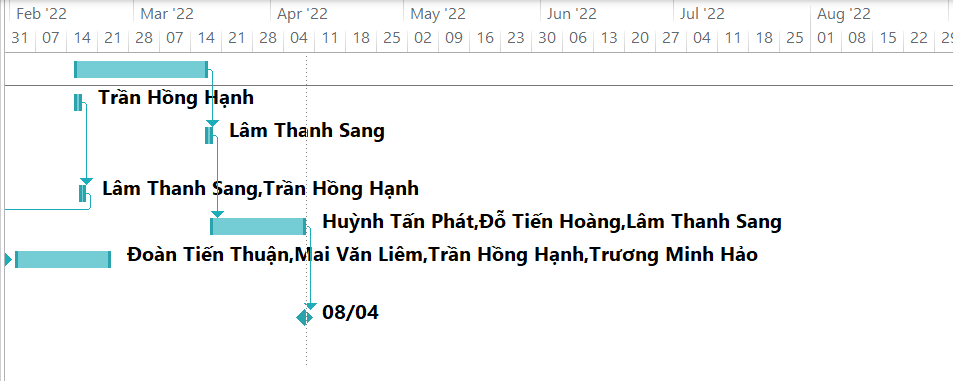 Feb '22 Mar '22 Apr '22 May '22 Jun '22 Jul '22 Aug '22
31 07 14 21 28 07 14 21 28 04 11 18 25 02 09 16 23 30 06 13 20 27 04 11 18 25 01 08 15 22 29
Trần Hồng Hạnh
Lâm Thanh Sang
Lâm Thanh Sang,Trần Hồng Hạnh
Huỳnh Tấn Phát,Đỗ Tiến Hoàng,Lâm Thanh Sang
Đoàn Tiến Thuận,Mai Văn Liêm,Trần Hồng Hạnh,Trương Minh Hảo
08/04